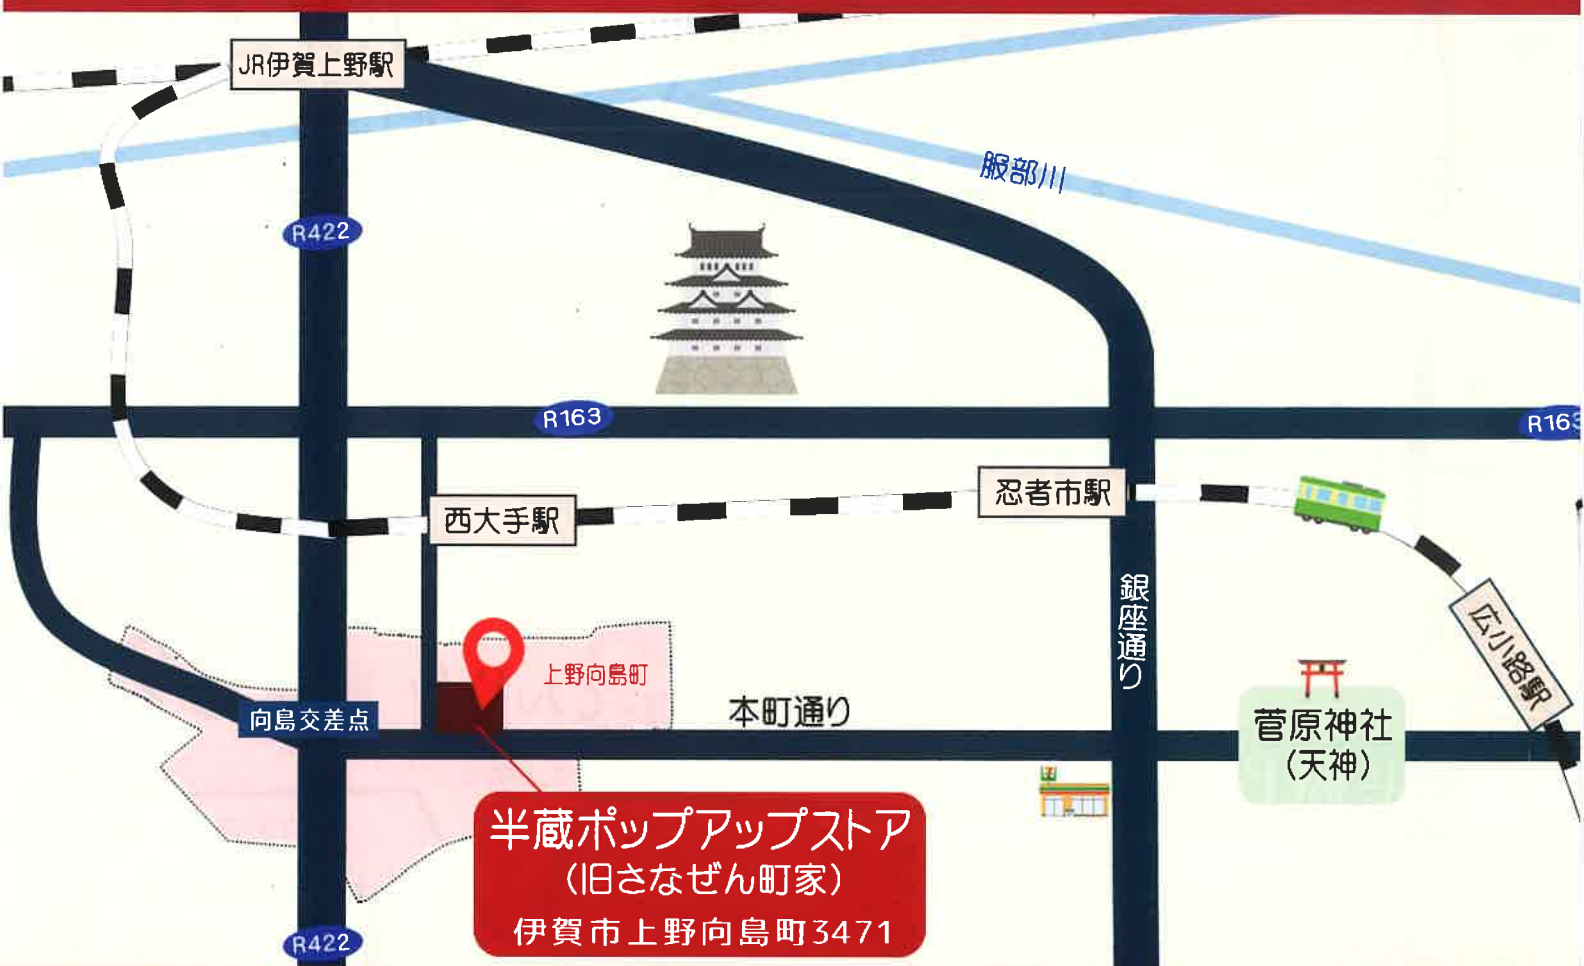 JR伊賀上野駅
服部川
R422
R163
R163
西大手駅
忍者市駅
銀座通り
広小路駅
上野向島町
向島交差点
本町通り
菅原神社
(天神)
半蔵ポップアップストア
(旧さなぜん町家)
伊賀市上野向島町3471
R422